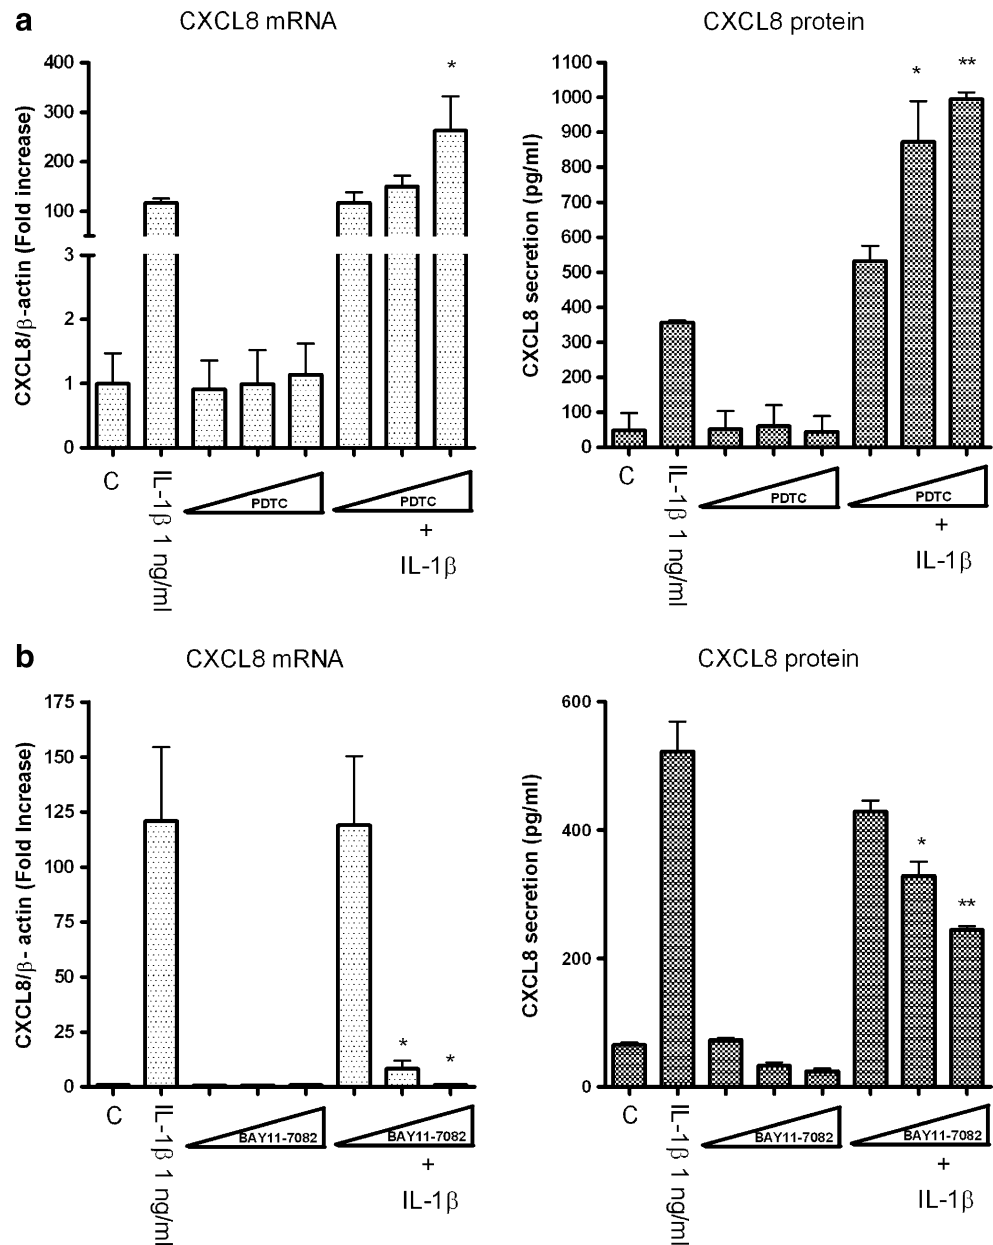 a
CXCL8 mRNA
CXCL8/β-actin (Fold increase)
400
300
200
100
3
2
1
0
*
C
IL-1β 1 ng/ml
PDTC
PDTC
+
IL-1β
CXCL8 protein
CXCL8 secretion (pg/ml)
1100
1000
900
800
700
600
500
400
300
200
100
0
*
**
C
IL-1β 1 ng/ml
PDTC
PDTC
+
IL-1β
b
CXCL8 mRNA
CXCL8/β- actin (Fold Increase)
175
150
125
100
75
50
25
0
*
*
C
IL-1β 1 ng/ml
BAY11-7082
BAY11-7082
+
IL-1β
CXCL8 protein
CXCL8 secretion (pg/ml)
600
400
200
0
*
**
C
IL-1β 1 ng/ml
BAY11-7082
BAY11-7082
+
IL-1β